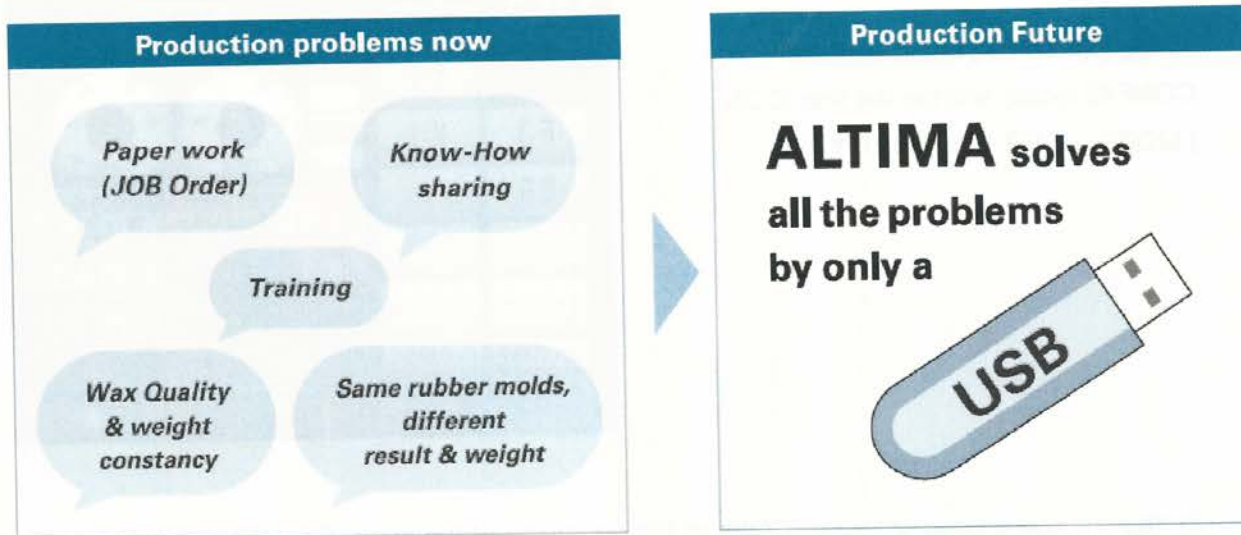 Production problems now
Paper work
(JOB Order)
Know-How
sharing
Training
Wax Quality
& weight
constancy
Same rubber molds,
different
result & weight
Production Future
ALTIMA solves
all the problems
by only a
USB